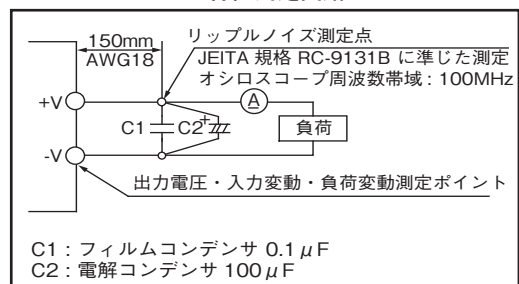 150mm
AWG18
リップルノイズ測定点
JEITA 規格 RC-9131B に準じた測定
オシロスコープ周波数帯域 : 100MHz
+V
A
C1
C2
+
負荷
-V
出力電圧・入力変動・負荷変動測定ポイント
C1 : フィルムコンデンサ 0.1μF
C2 : 電解コンデンサ 100μF